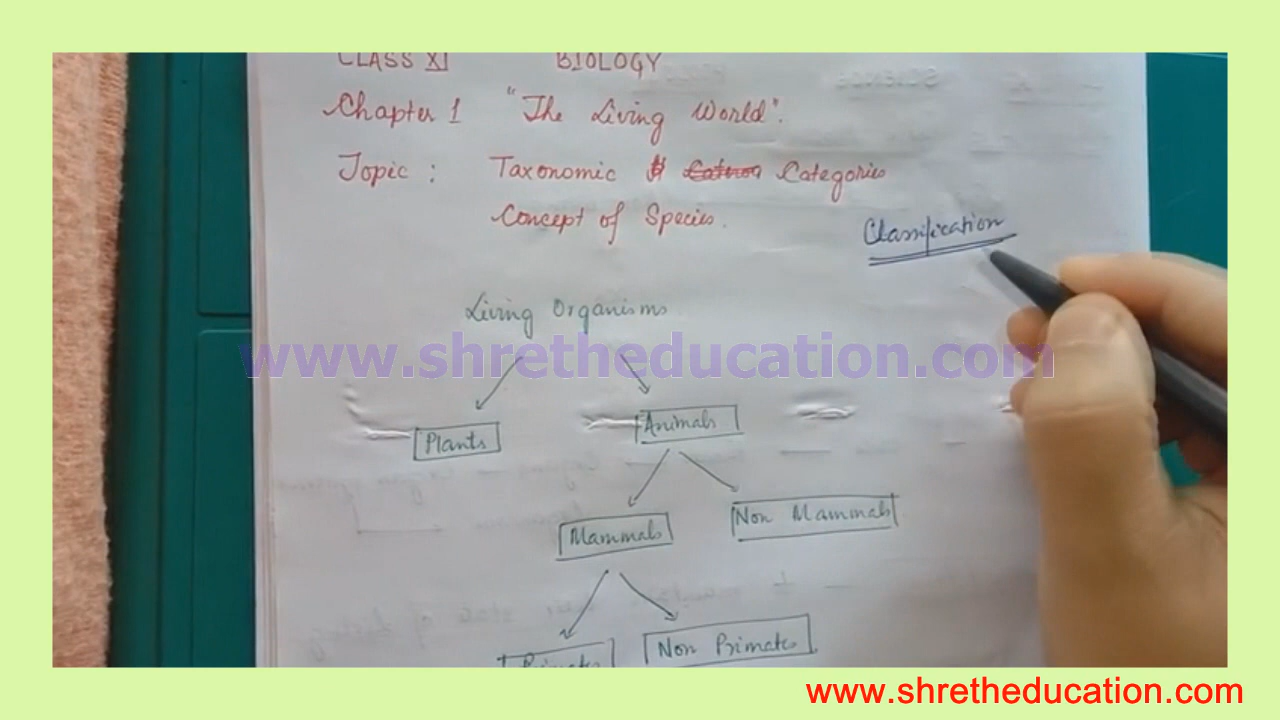 CLASS XI BIOLOGY
Chapter 1 "The Living World".
Topic : Taxonomic Categories
Concept of Species.
Classification
Living Organisms
www.shretheducation.com
Plants Animals
Mammals Non Mammals
Primates Non Primates
www.shretheducation.com